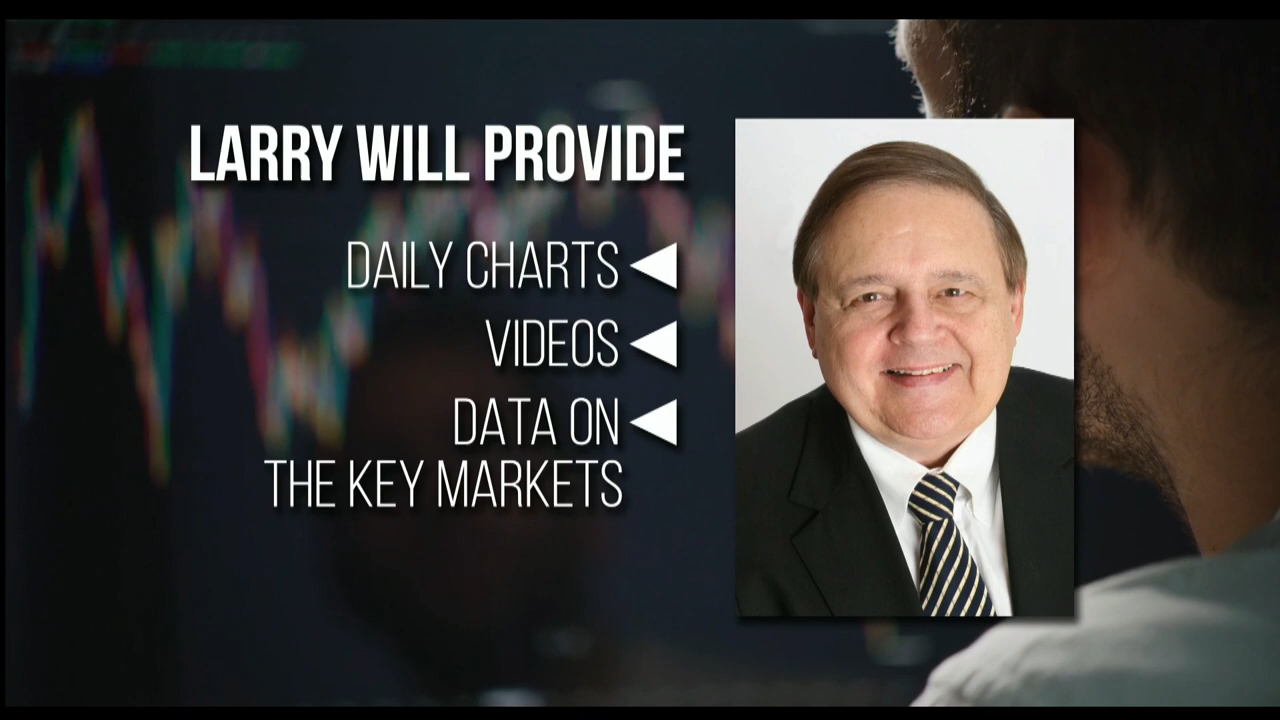 LARRY WILL PROVIDE
DAILY CHARTS
VIDEOS
DATA ON
THE KEY MARKETS